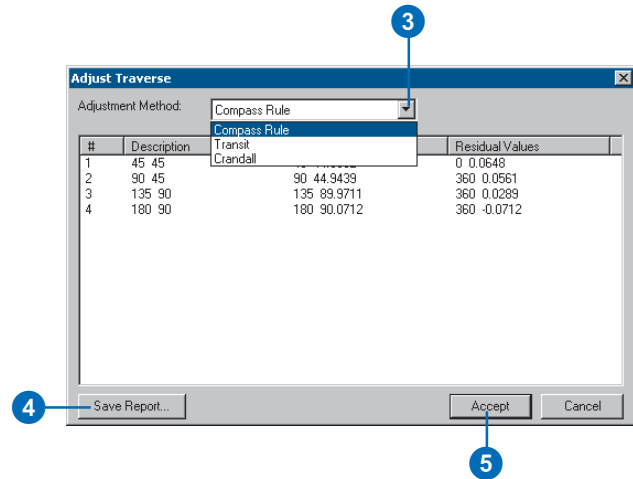 3
Adjust Traverse
Adjustment Method: Compass Rule
Compass Rule
Transit
Crandall
# Description Residual Values
1 45 45 0 0.0648
2 90 45 90 44.9439 360 0.0561
3 135 90 135 89.9711 360 0.0289
4 180 90 180 90.0712 360 -0.0712
4 Save Report... Accept Cancel
5